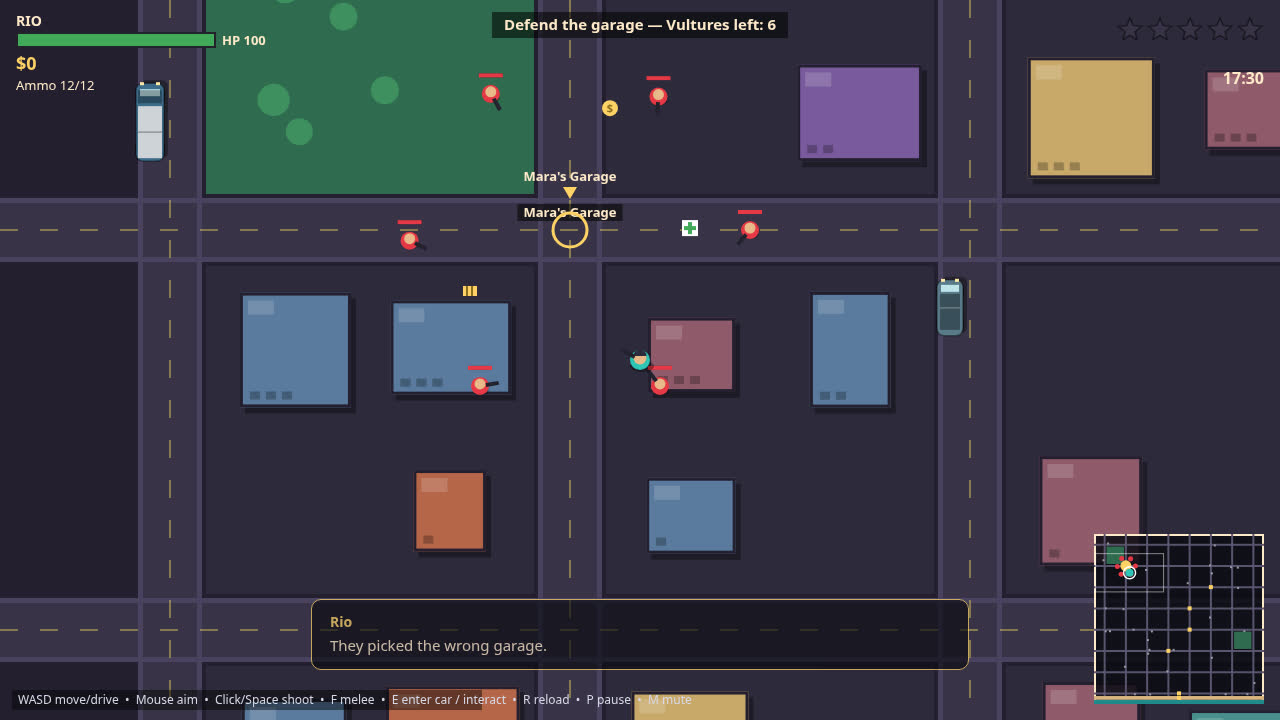 RIO
HP 100
$0
Ammo 12/12
Defend the garage — Vultures left: 6
17:30
$
Mara's Garage
Mara's Garage
Rio
They picked the wrong garage.
WASD move/drive • Mouse aim • Click/Space shoot • F melee • E enter car / interact • R reload • P pause • M mute